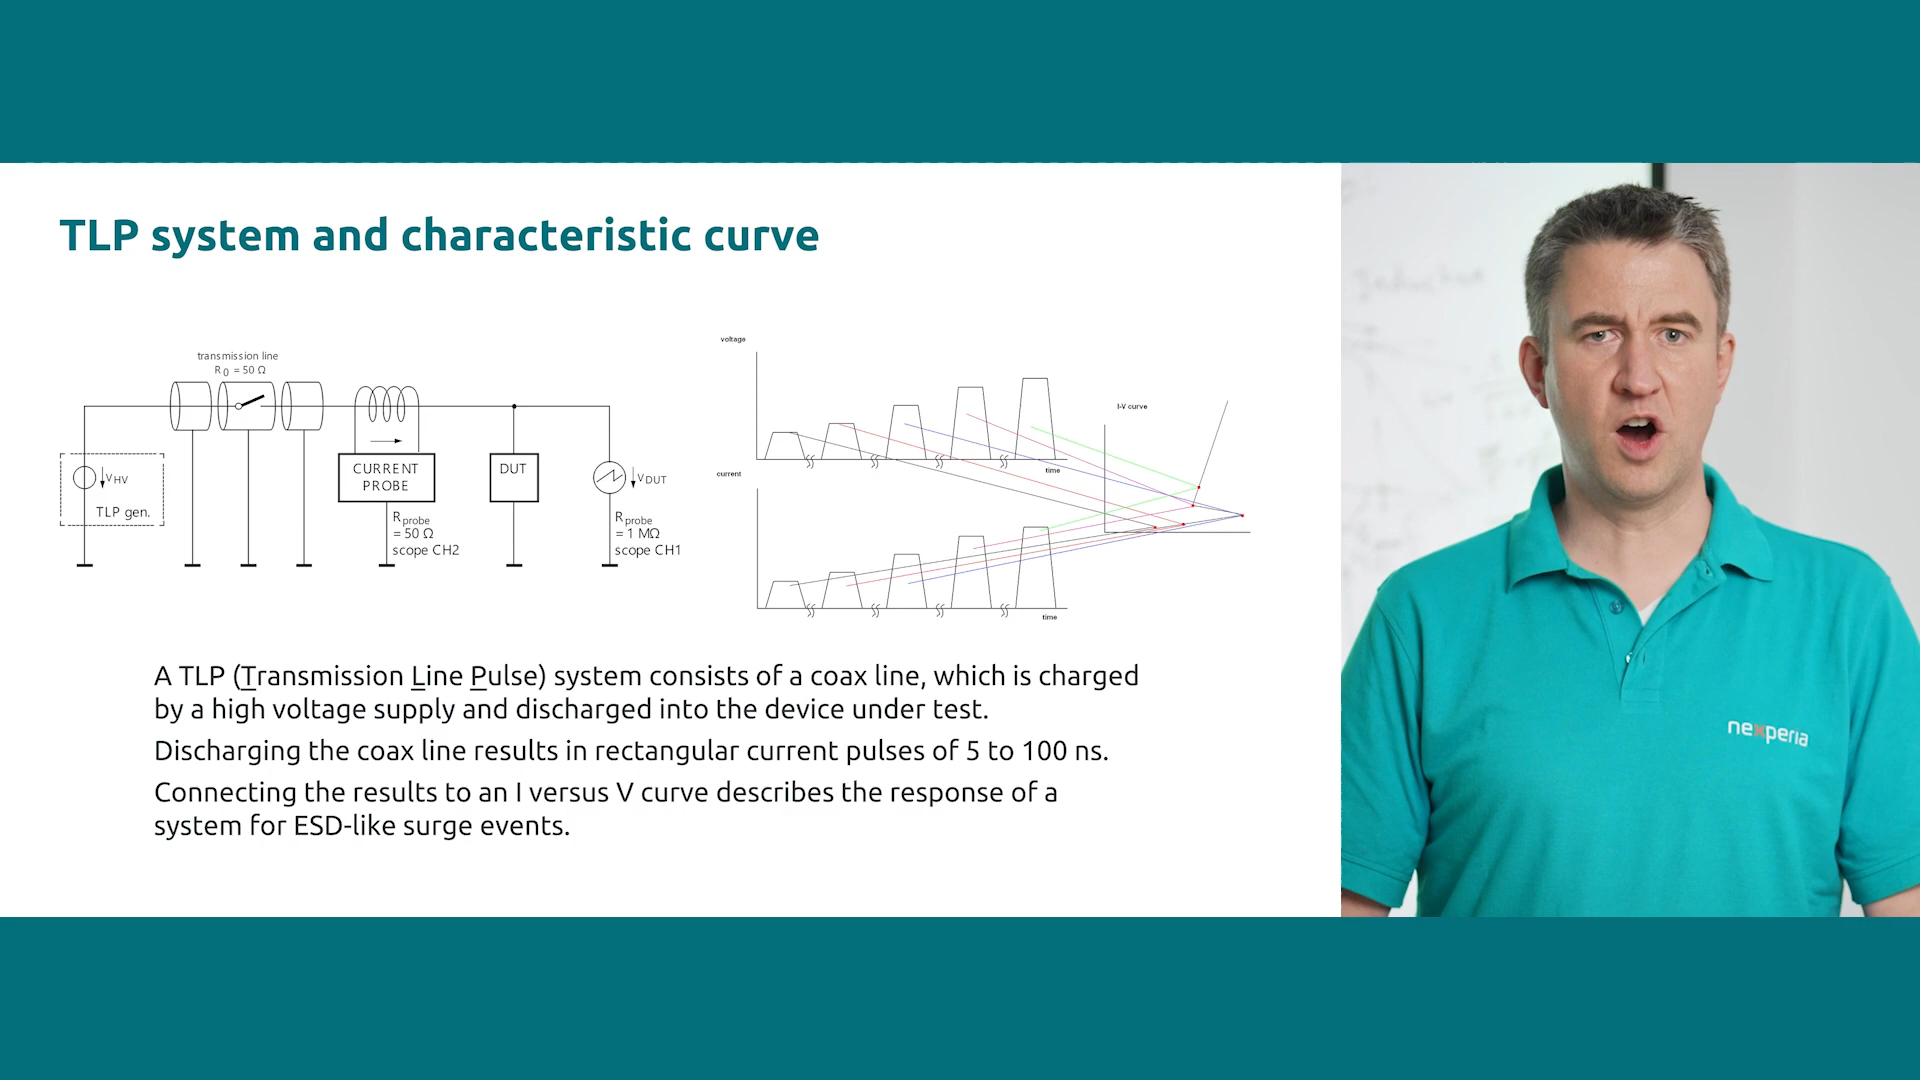 TLP system and characteristic curve
transmission line
R0 = 50 Ω
VHV
TLP gen.
CURRENT
PROBE
Rprobe
= 50 Ω
scope CH2
DUT
VDUT
Rprobe
= 1 MΩ
scope CH1
voltage
time
current
time
I-V curve
A TLP (Transmission Line Pulse) system consists of a coax line, which is charged
by a high voltage supply and discharged into the device under test.
Discharging the coax line results in rectangular current pulses of 5 to 100 ns.
Connecting the results to an I versus V curve describes the response of a
system for ESD-like surge events.
nexperia